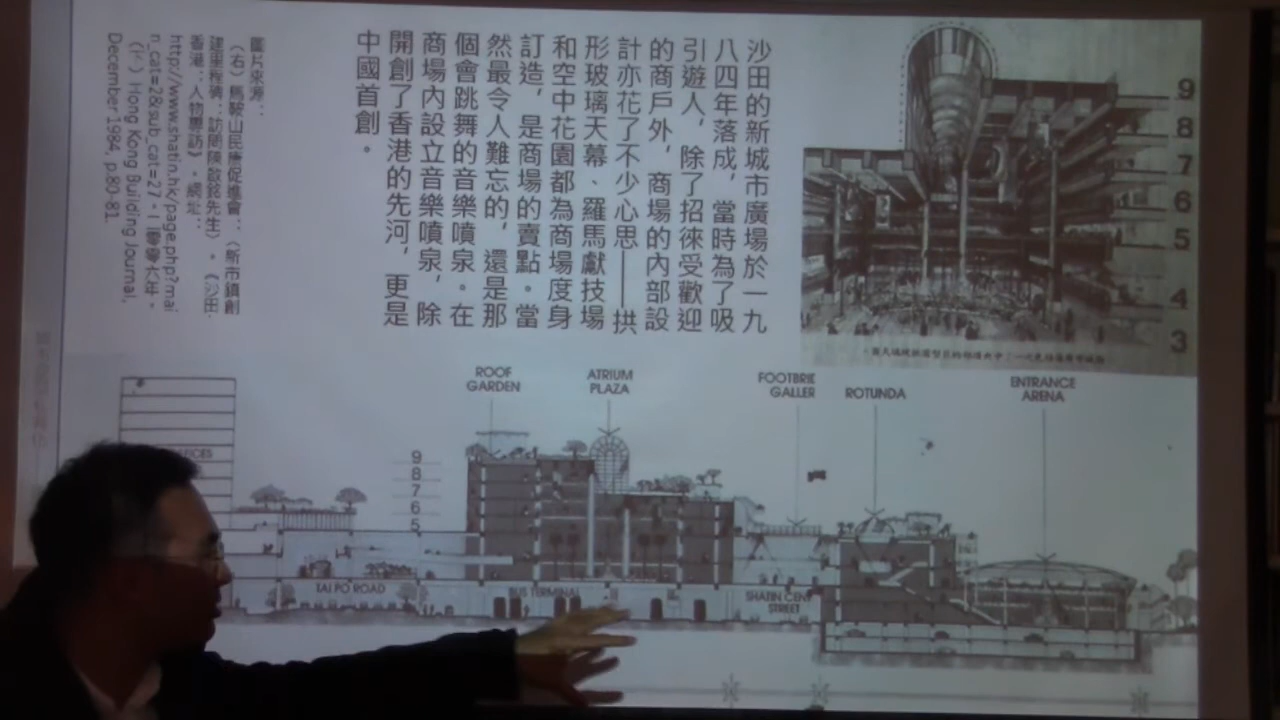 沙田的新城市廣場於一九
八四年落成，當時為了吸
引遊人，除了招徠受歡迎
的商戶外，商場的內部設
計亦花了不少心思——拱
形玻璃天幕、羅馬獻技場
和空中花園都為商場度身
訂造，是商場的賣點。當
然最令人難忘的，還是那
個會跳舞的音樂噴泉。在
商場內設立音樂噴泉，除
開創了香港的先河，更是
中國首創。
圖片來源：
（右）馬鞍山民康促進會：〈新市鎮創
建里程碑：訪問陳啟銘先生〉。《沙田．
香港：人物專訪》，網址：
http://www.shatin.hk/page.php?mai
n_cat=2&sub_cat=27，
Hong Kong Building Journal,
December 1984, p.80-81.
9
8
7
6
5
4
3
ROOF
GARDEN
ATRIUM
PLAZA
FOOTBRIE
GALLER
ROTUNDA
ENTRANCE
ARENA
9
8
7
6
5
TAI PO ROAD
BUS TERMINAL
SHATIN CENT
STREET